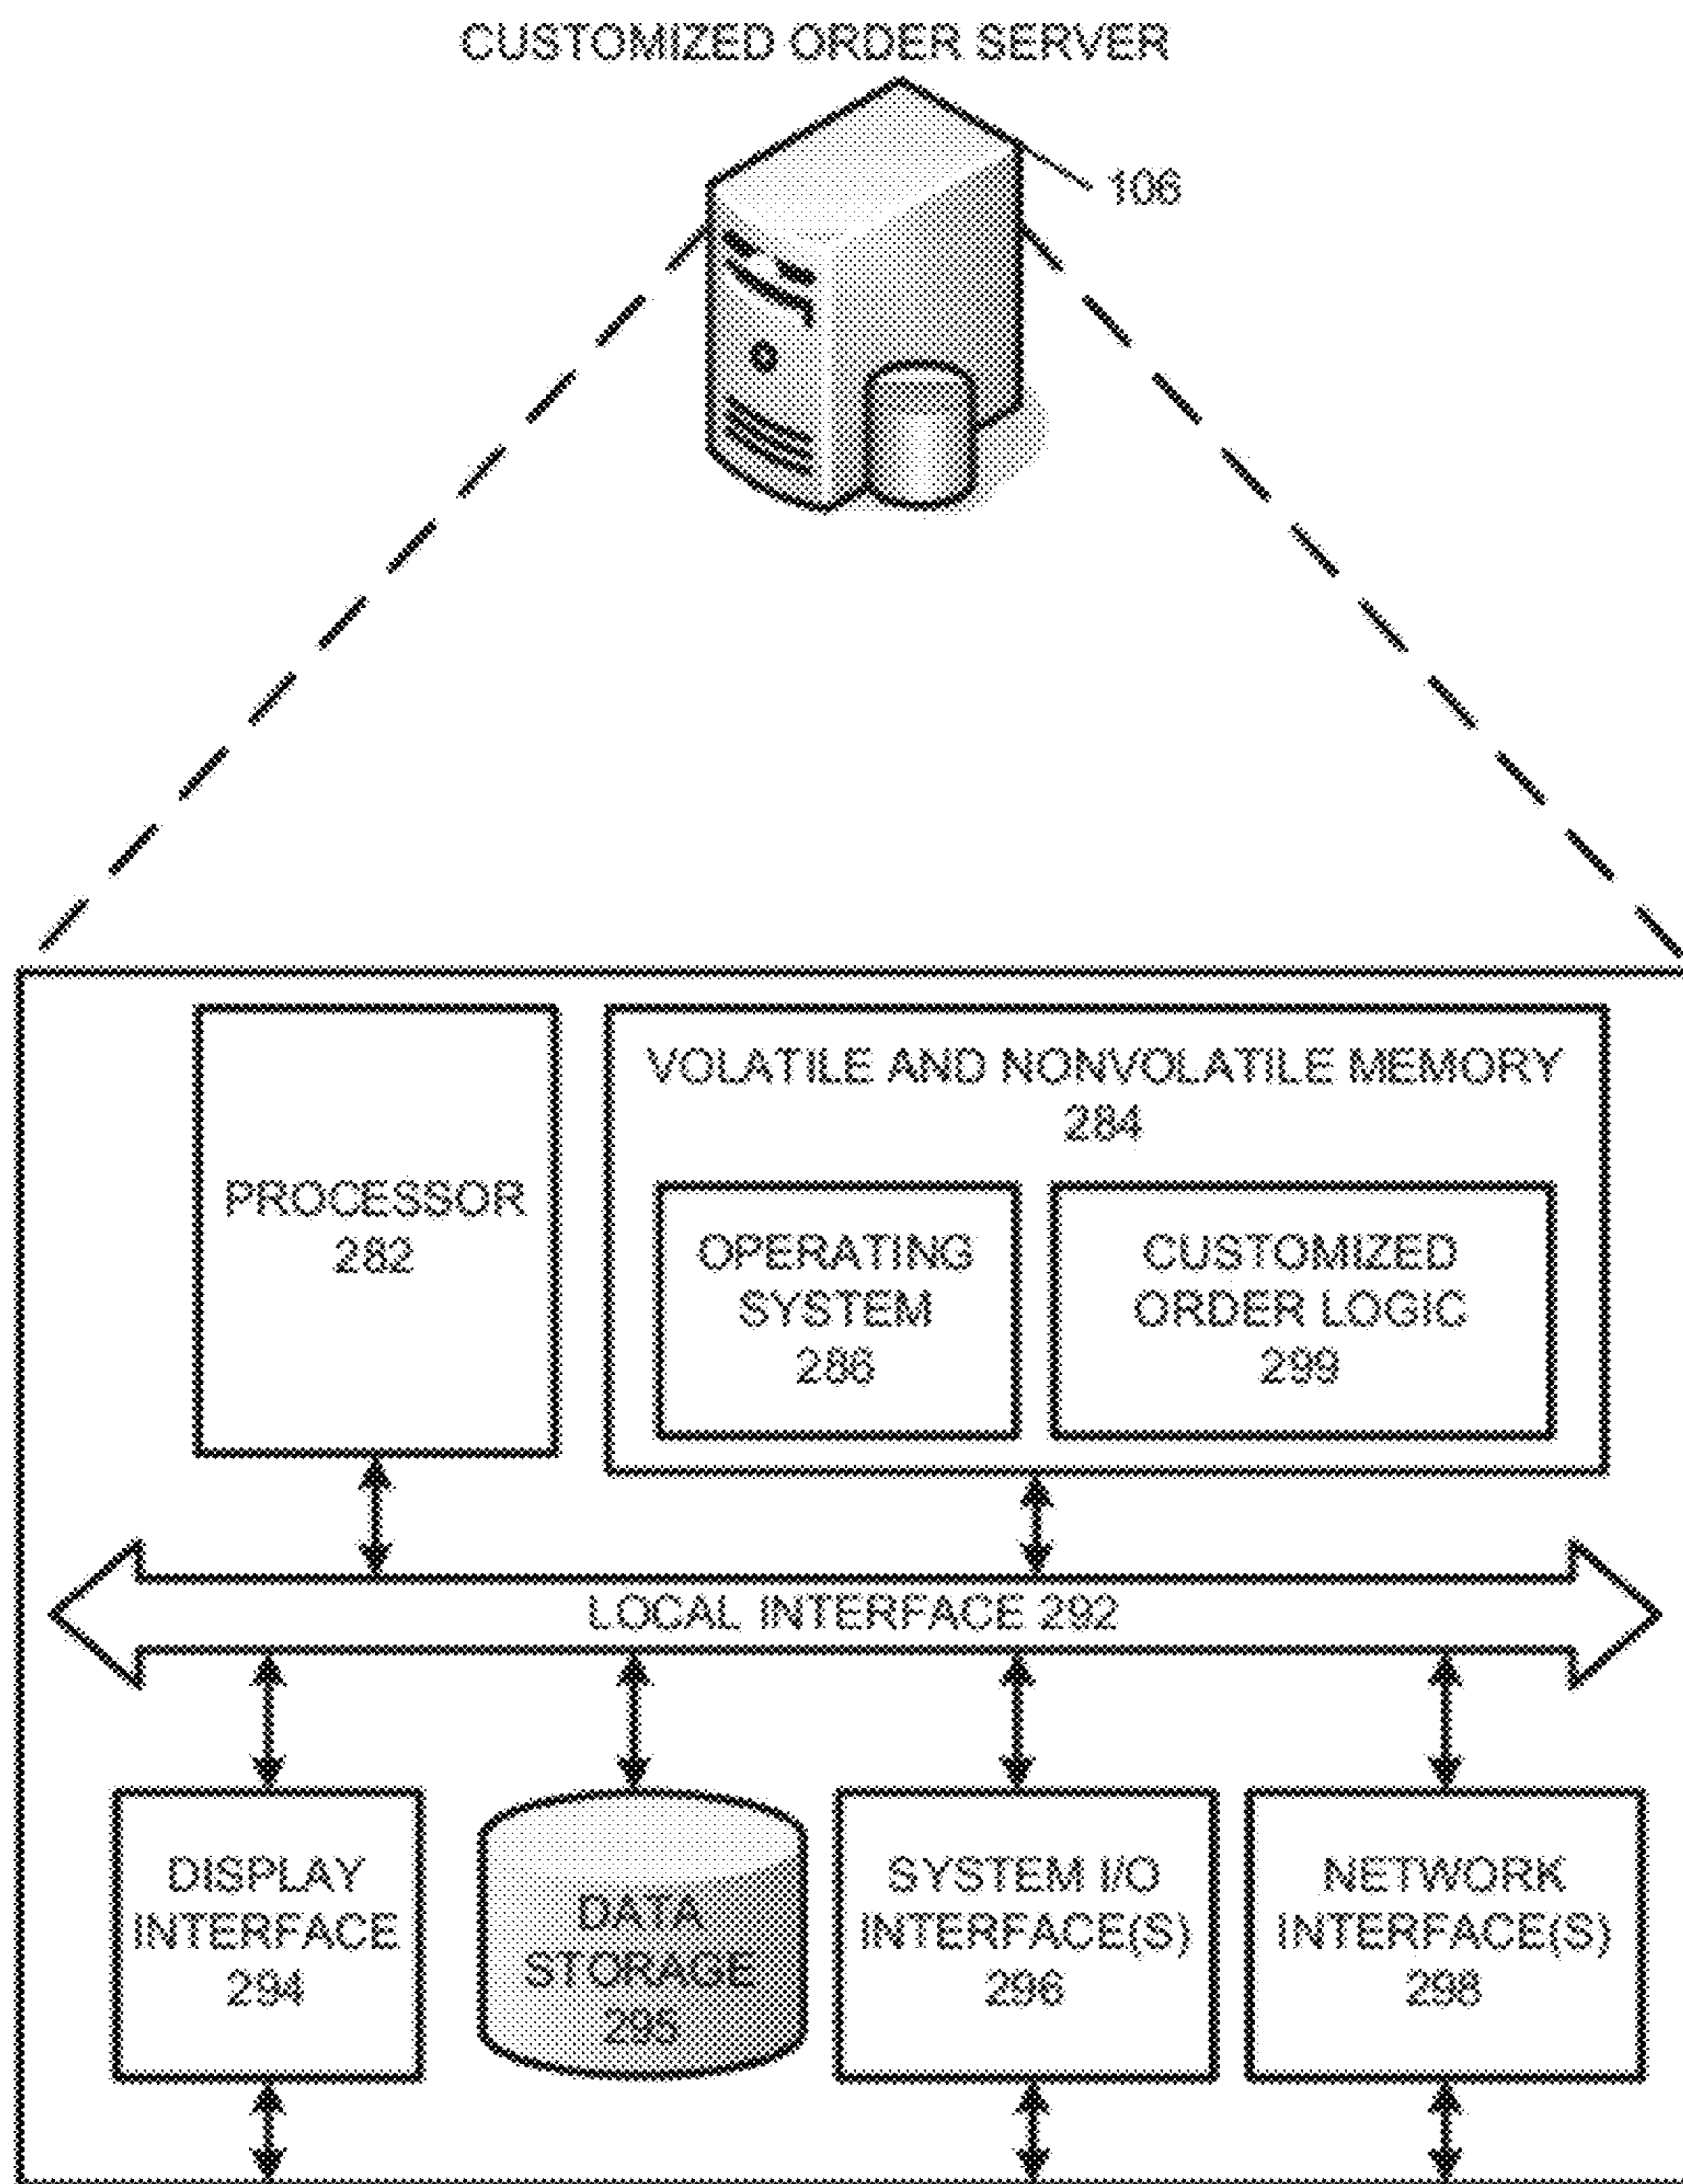 CUSTOMIZED ORDER SERVER
106
VOLATILE AND NONVOLATILE MEMORY
284
PROCESSOR
282
OPERATING
SYSTEM
286
CUSTOMIZED
ORDER LOGIC
299
LOCAL INTERFACE 292
DISPLAY
INTERFACE
294
DATA
STORAGE
295
SYSTEM I/O
INTERFACE(S)
296
NETWORK
INTERFACE(S)
298